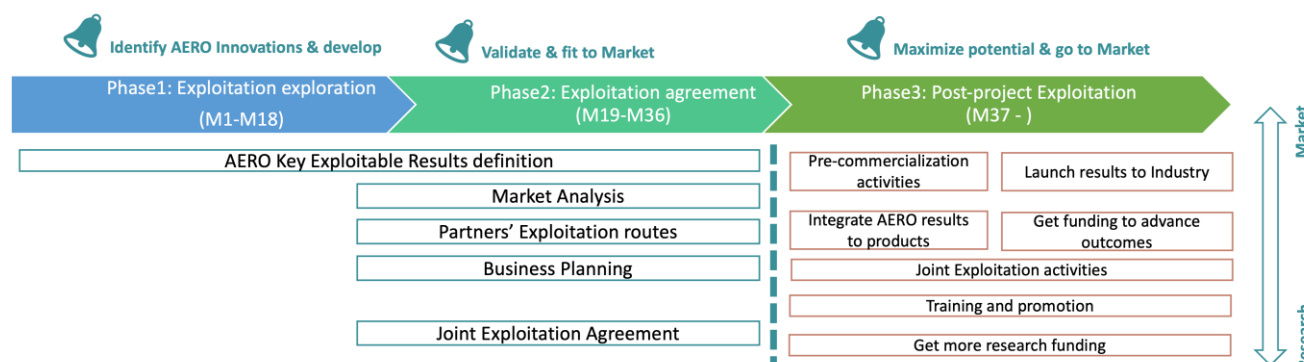 Identify AERO Innovations & develop
Validate & fit to Market
Maximize potential & go to Market
Phase1: Exploitation exploration
(M1-M18)
Phase2: Exploitation agreement
(M19-M36)
Phase3: Post-project Exploitation
(M37 - )
AERO Key Exploitable Results definition
Market Analysis
Partners' Exploitation routes
Business Planning
Joint Exploitation Agreement
Pre-commercialization
activities
Launch results to Industry
Integrate AERO results
to products
Get funding to advance
outcomes
Joint Exploitation activities
Training and promotion
Get more research funding
Market